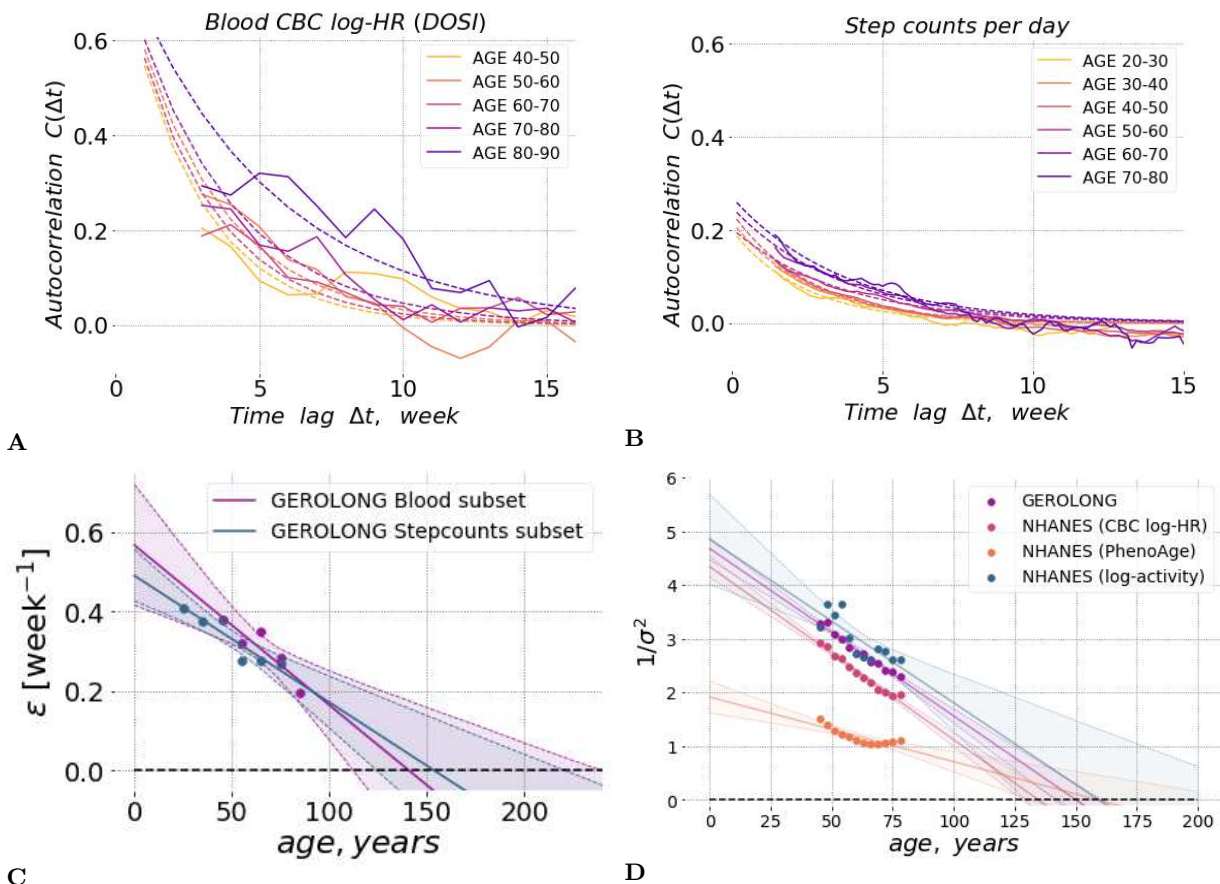 Blood CBC log-HR (DOSI)
0.6
0.4
0.2
0.0
Autocorrelation C(Δt)
AGE 40-50
AGE 50-60
AGE 60-70
AGE 70-80
AGE 80-90
0
5
10
15
Time lag Δt, week
A
Step counts per day
0.6
0.4
0.2
0.0
Autocorrelation C(Δt)
AGE 20-30
AGE 30-40
AGE 40-50
AGE 50-60
AGE 60-70
AGE 70-80
0
5
10
15
Time lag Δt, week
B
0.6
0.4
0.2
0.0
ε [week⁻¹]
GEROLONG Blood subset
GEROLONG Stepcounts subset
0
50
100
150
200
age, years
C
6
5
4
3
2
1
0
1/σ²
GEROLONG
NHANES (CBC log-HR)
NHANES (PhenoAge)
NHANES (log-activity)
0
25
50
75
100
125
150
175
200
age, years
D